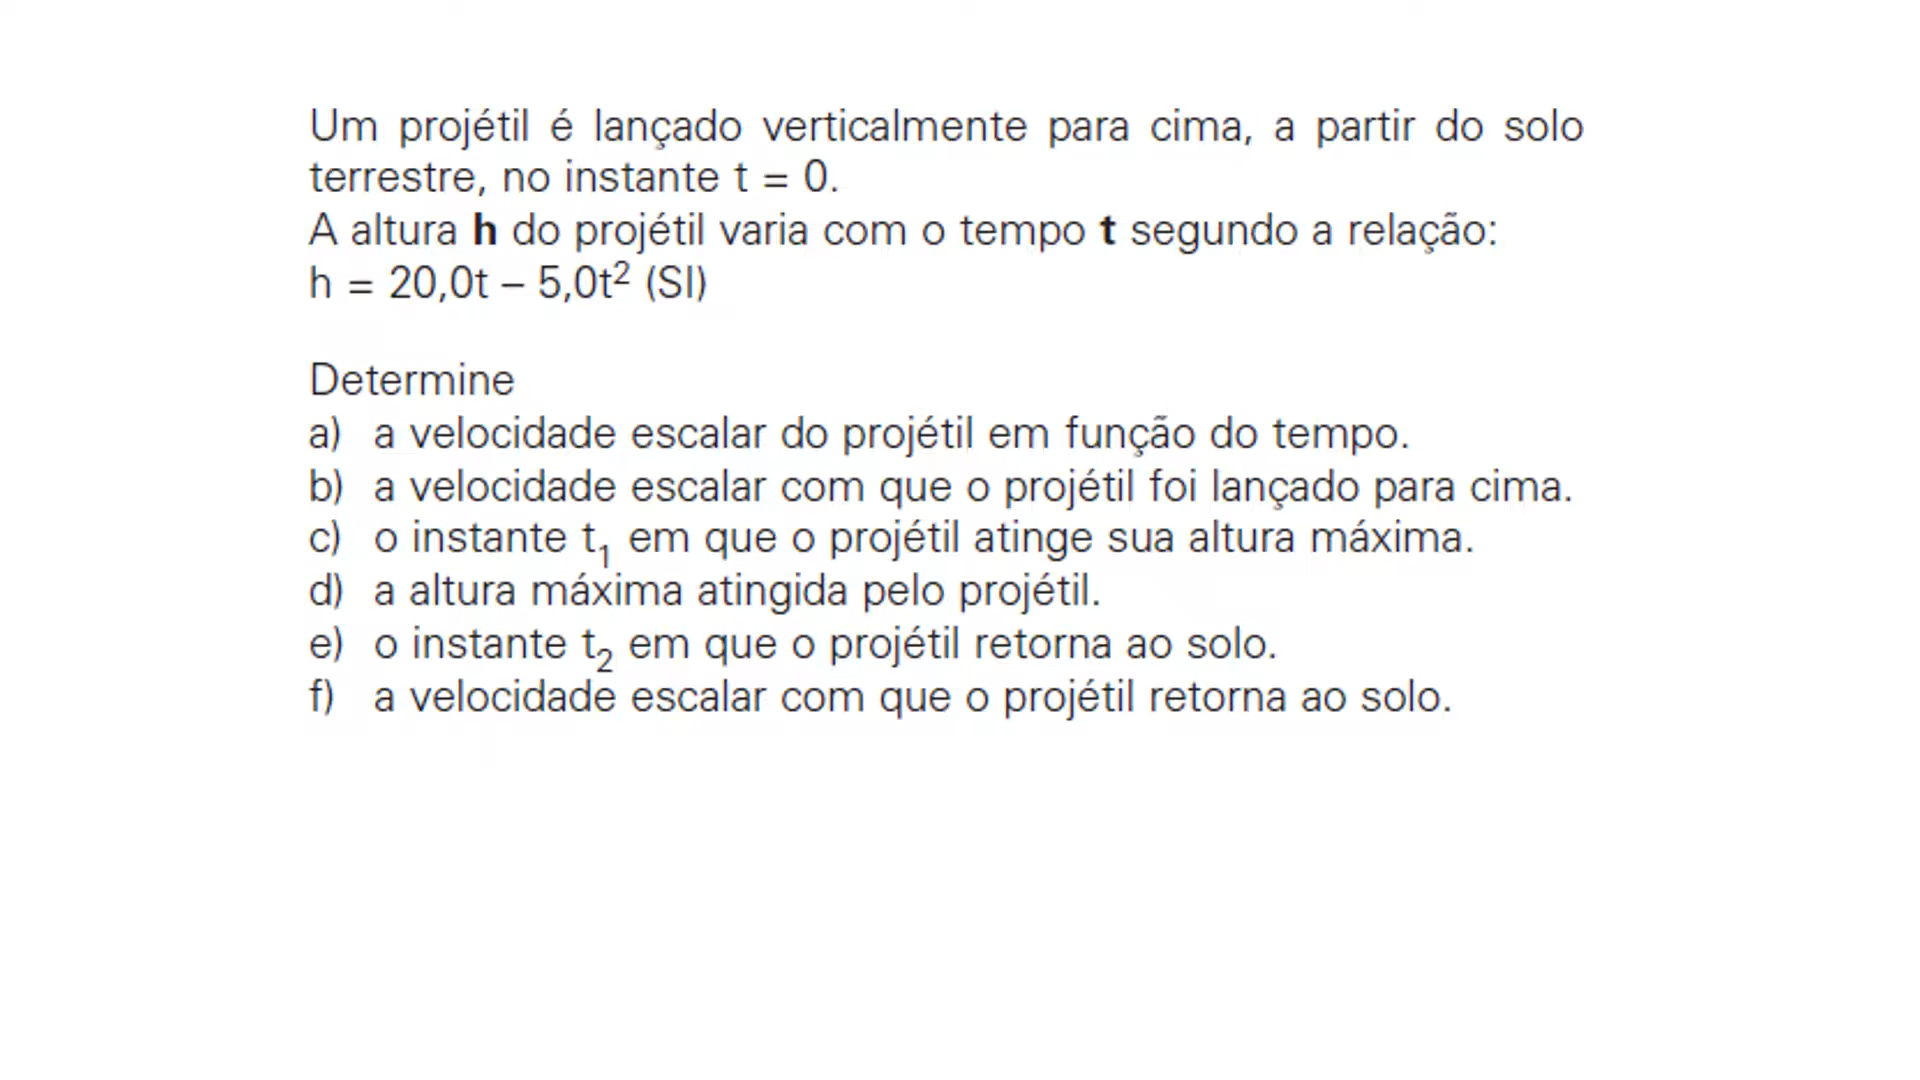 Um projétil é lançado verticalmente para cima, a partir do solo
terrestre, no instante t = 0.
A altura h do projétil varia com o tempo t segundo a relação:
h = 20,0t – 5,0t² (SI)
Determine
a) a velocidade escalar do projétil em função do tempo.
b) a velocidade escalar com que o projétil foi lançado para cima.
c) o instante t₁ em que o projétil atinge sua altura máxima.
d) a altura máxima atingida pelo projétil.
e) o instante t₂ em que o projétil retorna ao solo.
f) a velocidade escalar com que o projétil retorna ao solo.